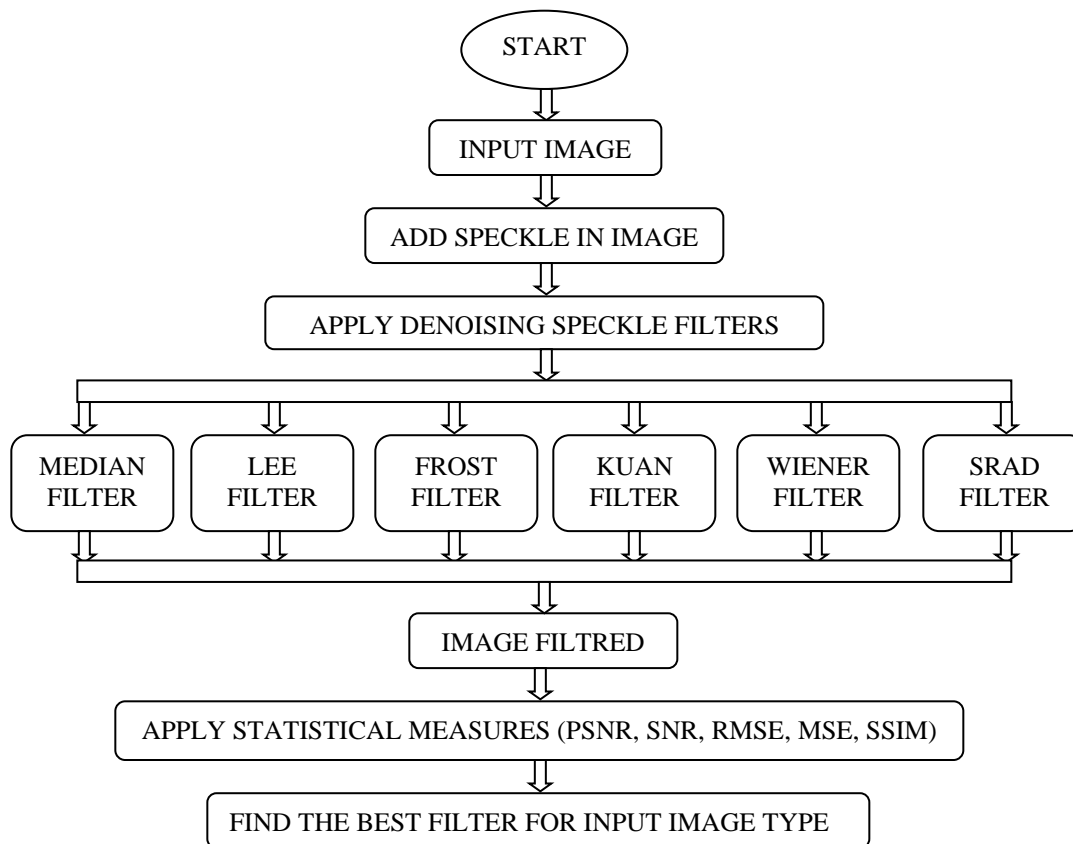 START
INPUT IMAGE
ADD SPECKLE IN IMAGE
APPLY DENOISING SPECKLE FILTERS
MEDIAN
FILTER
LEE
FILTER
FROST
FILTER
KUAN
FILTER
WIENER
FILTER
SRAD
FILTER
IMAGE FILTRED
APPLY STATISTICAL MEASURES (PSNR, SNR, RMSE, MSE, SSIM)
FIND THE BEST FILTER FOR INPUT IMAGE TYPE